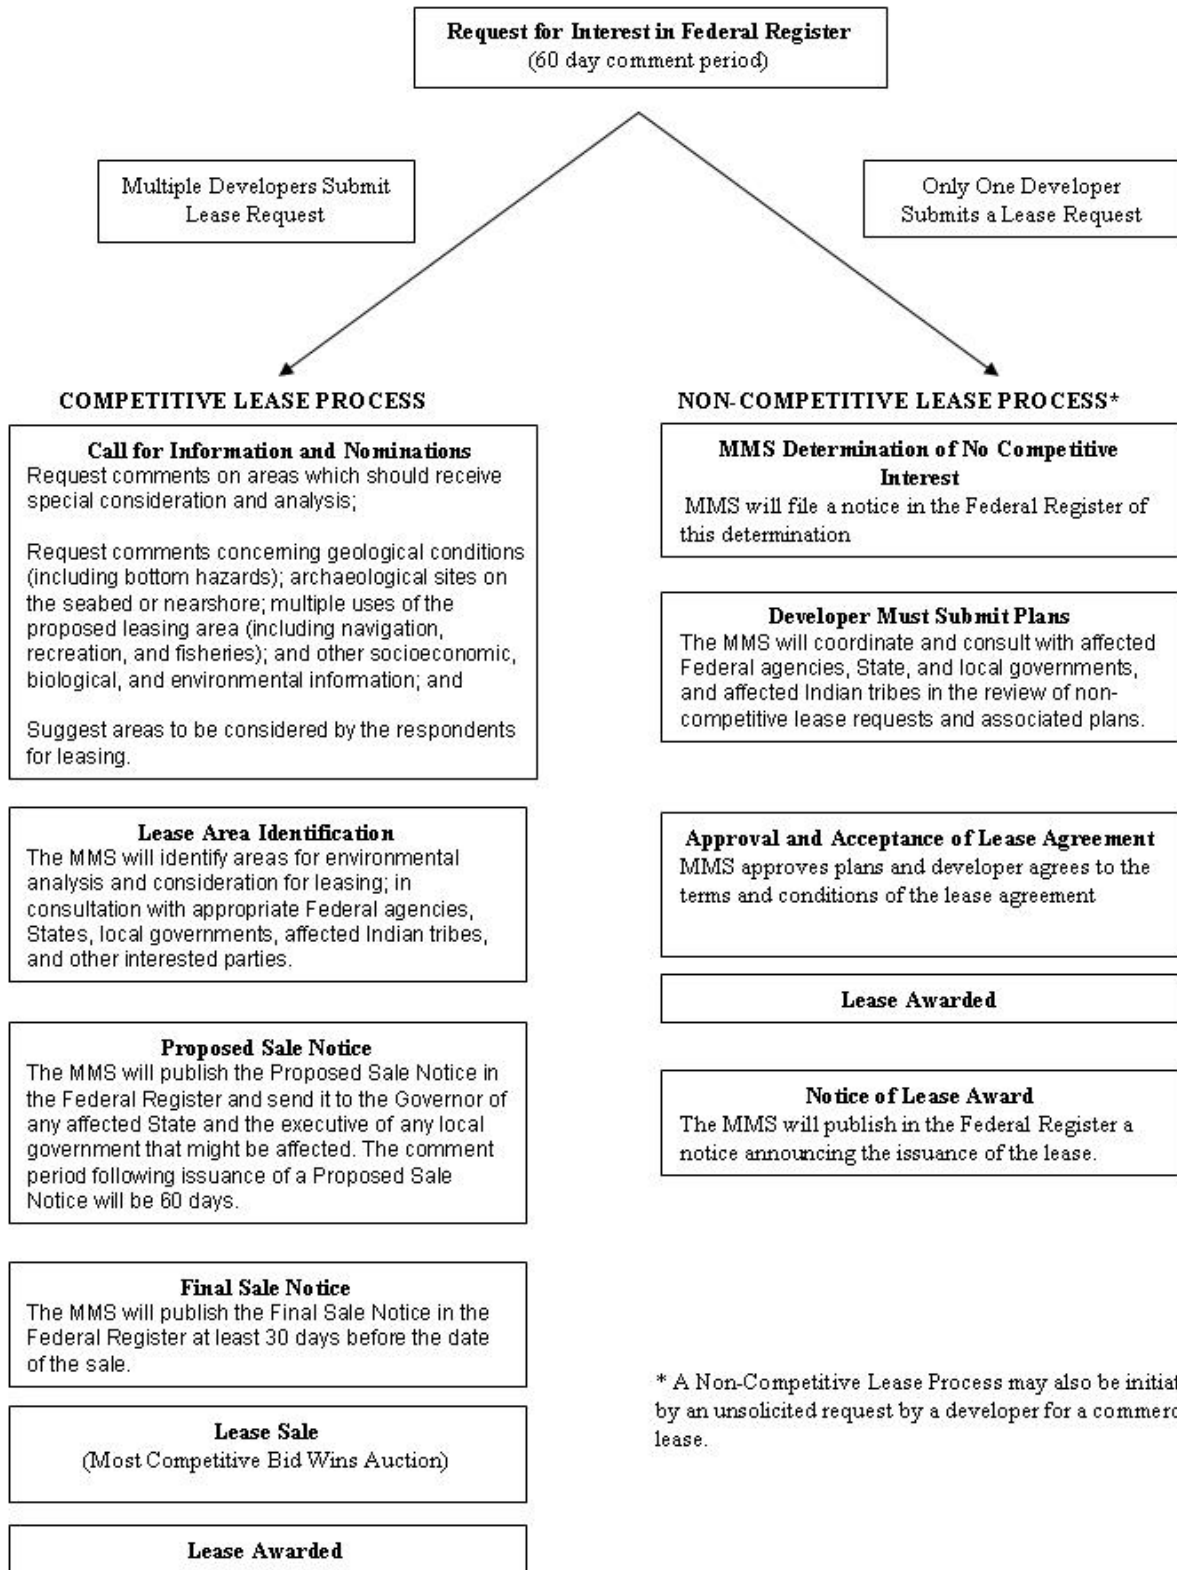 Request for Interest in Federal Register
(60 day comment period)
Multiple Developers Submit
Lease Request
Only One Developer
Submits a Lease Request
COMPETITIVE LEASE PROCESS
Call for Information and Nominations
Request comments on areas which should receive
special consideration and analysis;
Request comments concerning geological conditions
(including bottom hazards); archaeological sites on
the seabed or nearshore; multiple uses of the
proposed leasing area (including navigation,
recreation, and fisheries); and other socioeconomic,
biological, and environmental information; and
Suggest areas to be considered by the respondents
for leasing.
Lease Area Identification
The MMS will identify areas for environmental
analysis and consideration for leasing; in
consultation with appropriate Federal agencies,
States, local governments, affected Indian tribes,
and other interested parties.
Proposed Sale Notice
The MMS will publish the Proposed Sale Notice in
the Federal Register and send it to the Governor of
any affected State and the executive of any local
government that might be affected. The comment
period following issuance of a Proposed Sale
Notice will be 60 days.
Final Sale Notice
The MMS will publish the Final Sale Notice in the
Federal Register at least 30 days before the date
of the sale.
Lease Sale
(Most Competitive Bid Wins Auction)
Lease Awarded
NON-COMPETITIVE LEASE PROCESS*
MMS Determination of No Competitive
Interest
MMS will file a notice in the Federal Register of
this determination
Developer Must Submit Plans
The MMS will coordinate and consult with affected
Federal agencies, State, and local governments,
and affected Indian tribes in the review of non-
competitive lease requests and associated plans.
Approval and Acceptance of Lease Agreement
MMS approves plans and developer agrees to the
terms and conditions of the lease agreement
Lease Awarded
Notice of Lease Award
The MMS will publish in the Federal Register a
notice announcing the issuance of the lease.
* A Non-Competitive Lease Process may also be
by an unsolicited request by a developer for a
lease.